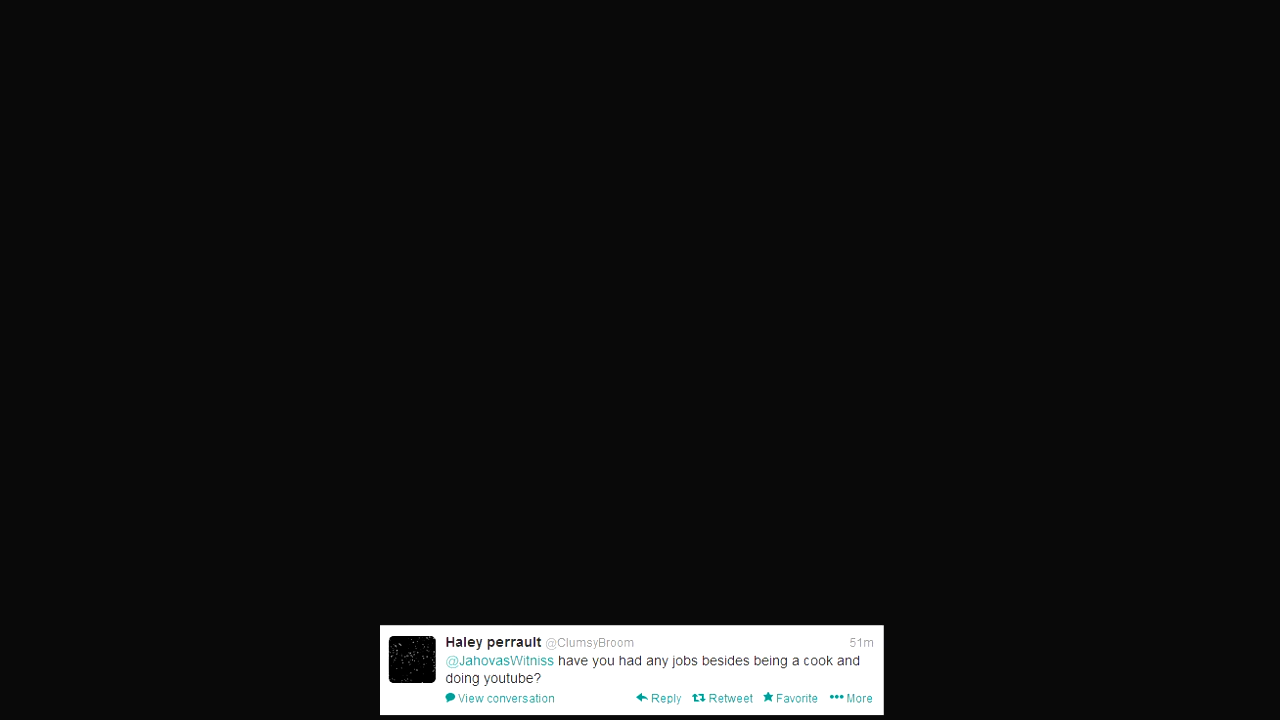 Haley perrault @ClumsyBroom 51m
@JahovasWitniss have you had any jobs besides being a cook and
doing youtube?
View conversation Reply Retweet Favorite More